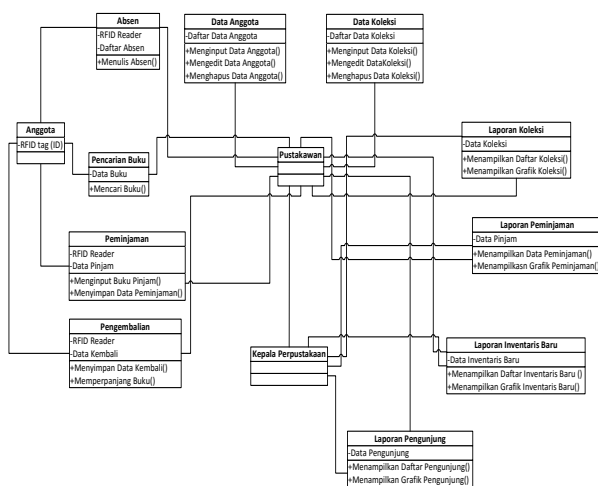 Absen
-RFID Reader
-Daftar Absen
+Menulis Absen()
Data Anggota
-Daftar Data Anggota
+Menginput Data Anggota()
+Mengedit Data Anggota()
+Menghapus Data Anggota()
Data Koleksi
-Daftar Data Koleksi
+Menginput Data Koleksi()
+Mengedit DataKoleksi()
+Menghapus Data Koleksi()
Anggota
-RFID tag (ID)
Pencarian Buku
-Data Buku
+Mencari Buku()
Pustakawan
Laporan Koleksi
-Data Koleksi
+Menampilkan Daftar Koleksi()
+Menampilkan Grafik Koleksi()
Peminjaman
-RFID Reader
-Data Pinjam
+Menginput Buku Pinjam()
+Menyimpan Data Peminjaman()
Laporan Peminjaman
-Data Pinjam
+Menampilkan Data Peminjaman()
+Menampilkasn Grafik Peminjaman()
Pengembalian
-RFID Reader
-Data Kembali
+Menyimpan Data Kembali()
+Memperpanjang Buku()
Kepala Perpustakaan
Laporan Inventaris Baru
-Data Inventaris Baru
+Menampilkan Daftar Inventaris Baru ()
+Menampilkan Grafik Inventaris Baru()
Laporan Pengunjung
-Data Pengunjung
+Menampilkan Daftar Pengunjung()
+Menampilkan Grafik Pengunjung()